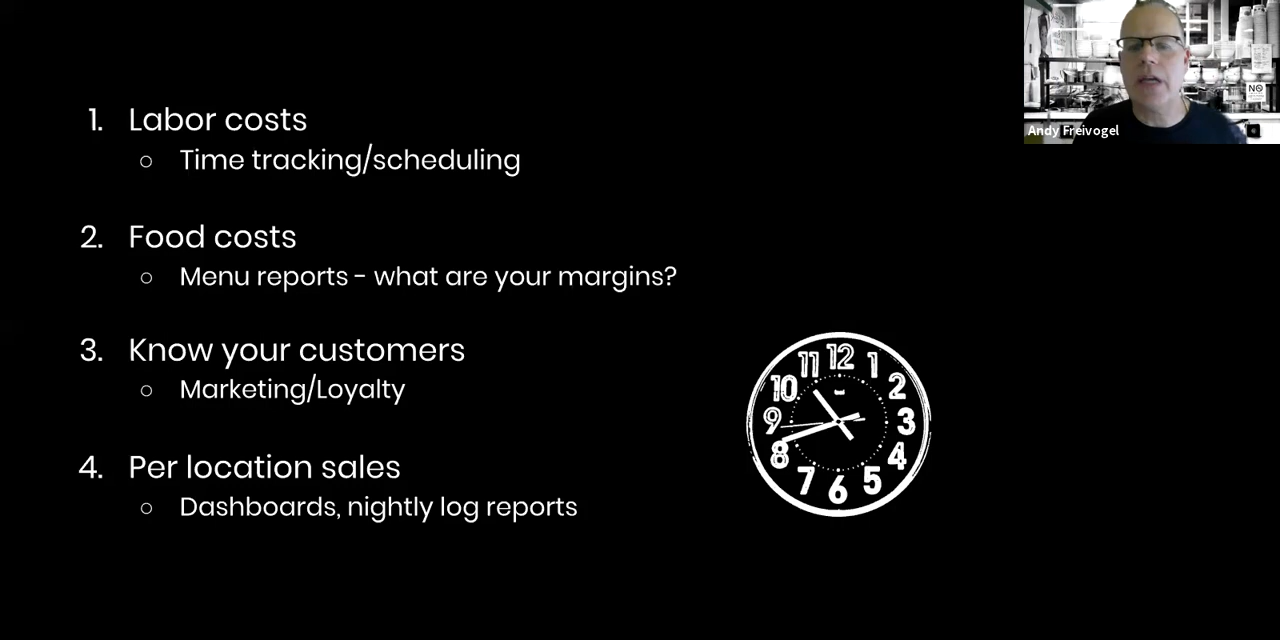 1. Labor costs
○ Time tracking/scheduling
2. Food costs
○ Menu reports - what are your margins?
3. Know your customers
○ Marketing/Loyalty
4. Per location sales
○ Dashboards, nightly log reports
Andy Freivogel
NO
12
1
2
3
4
5
6
7
8
9
10
11